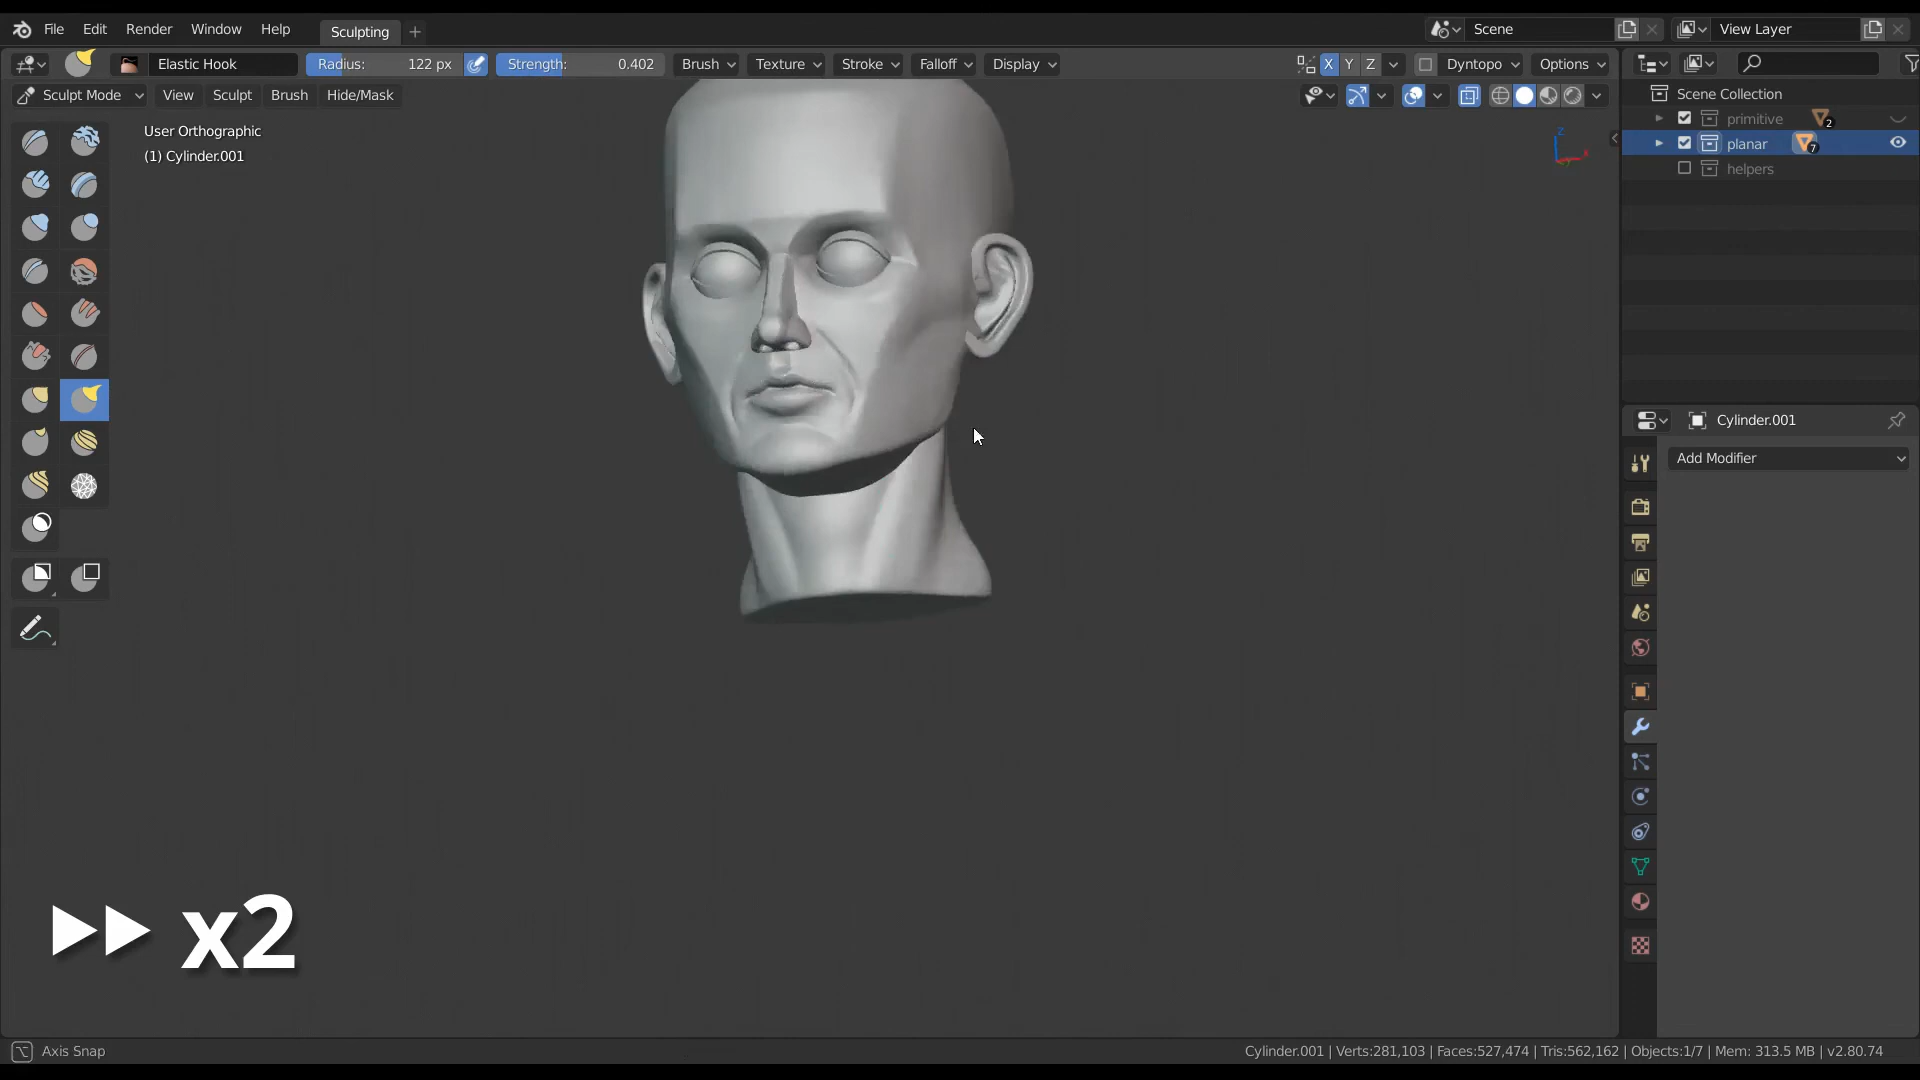 File Edit Render Window Help Sculpting + Scene View Layer
Elastic Hook Radius: 122 px Strength: 0.402 Brush Texture Stroke Falloff Display X Y Z Dyntopo Options
Sculpt Mode View Sculpt Brush Hide/Mask
Scene Collection
primitive 2
planar 7
helpers
User Orthographic
(1) Cylinder.001
Z
Cylinder.001
Add Modifier
x2
Axis Snap
Cylinder.001 | Verts:281,103 | Faces:527,474 | Tris:562,162 | Objects:1/7 | Mem: 313.5 MB | v2.80.74